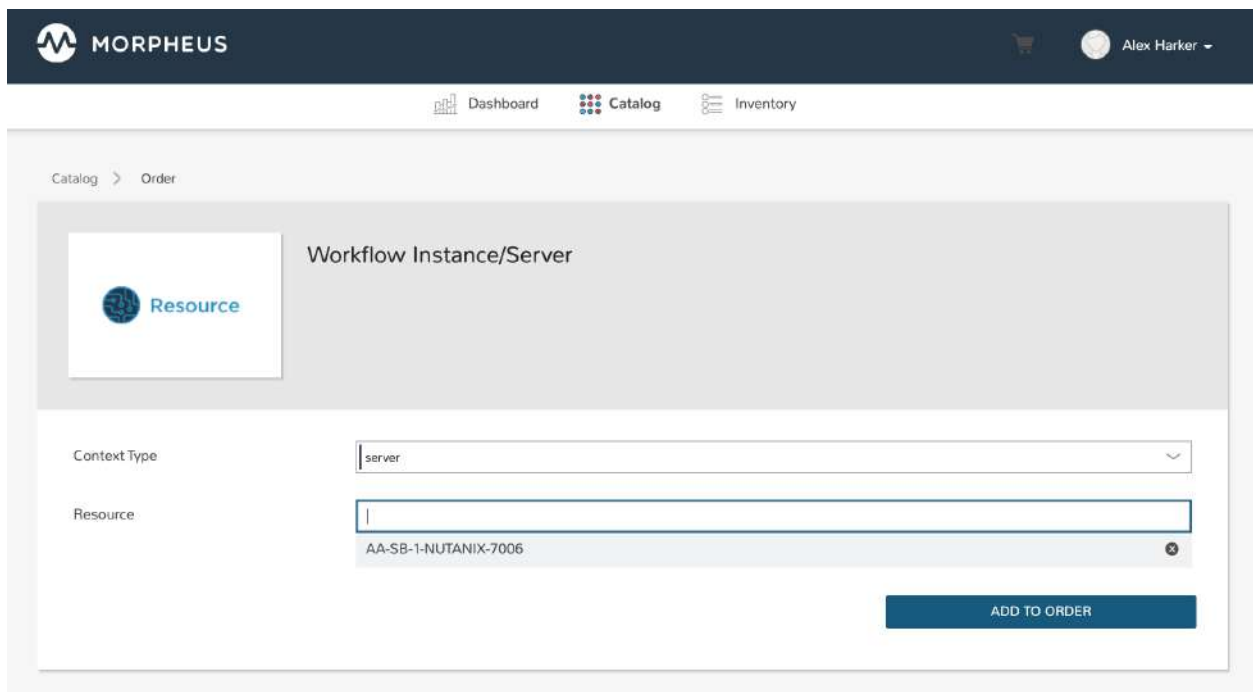 MORPHEUS
Alex Harker
Dashboard Catalog Inventory
Catalog > Order
Workflow Instance/Server
Resource
Context Type
server
Resource
AA-SB-1-NUTANIX-7006
ADD TO ORDER